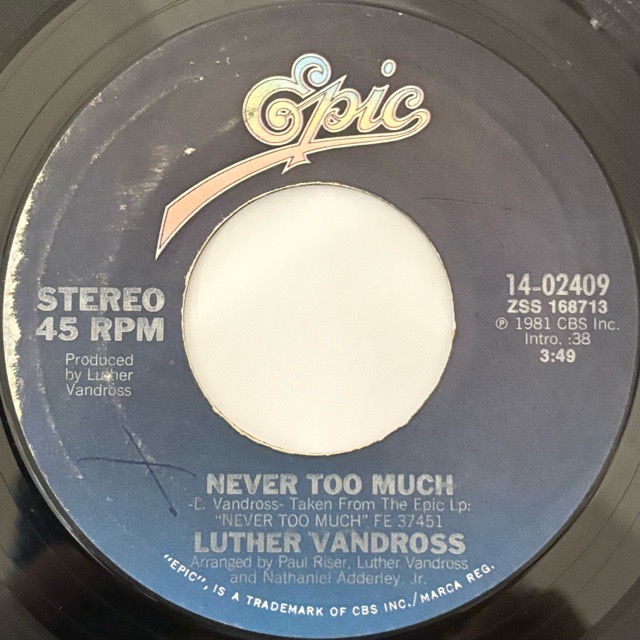 Epic
STEREO
45 RPM
Produced
by Luther
Vandross
14-02409
ZSS 168713
℗ 1981 CBS Inc.
Intro. :38
3:49
NEVER TOO MUCH
-L. Vandross- Taken From The Epic Lp:
"NEVER TOO MUCH" FE 37451
LUTHER VANDROSS
Arranged by Paul Riser, Luther Vandross
and Nathaniel Adderley, Jr.
"EPIC", IS A TRADEMARK OF CBS INC./MARCA REG.